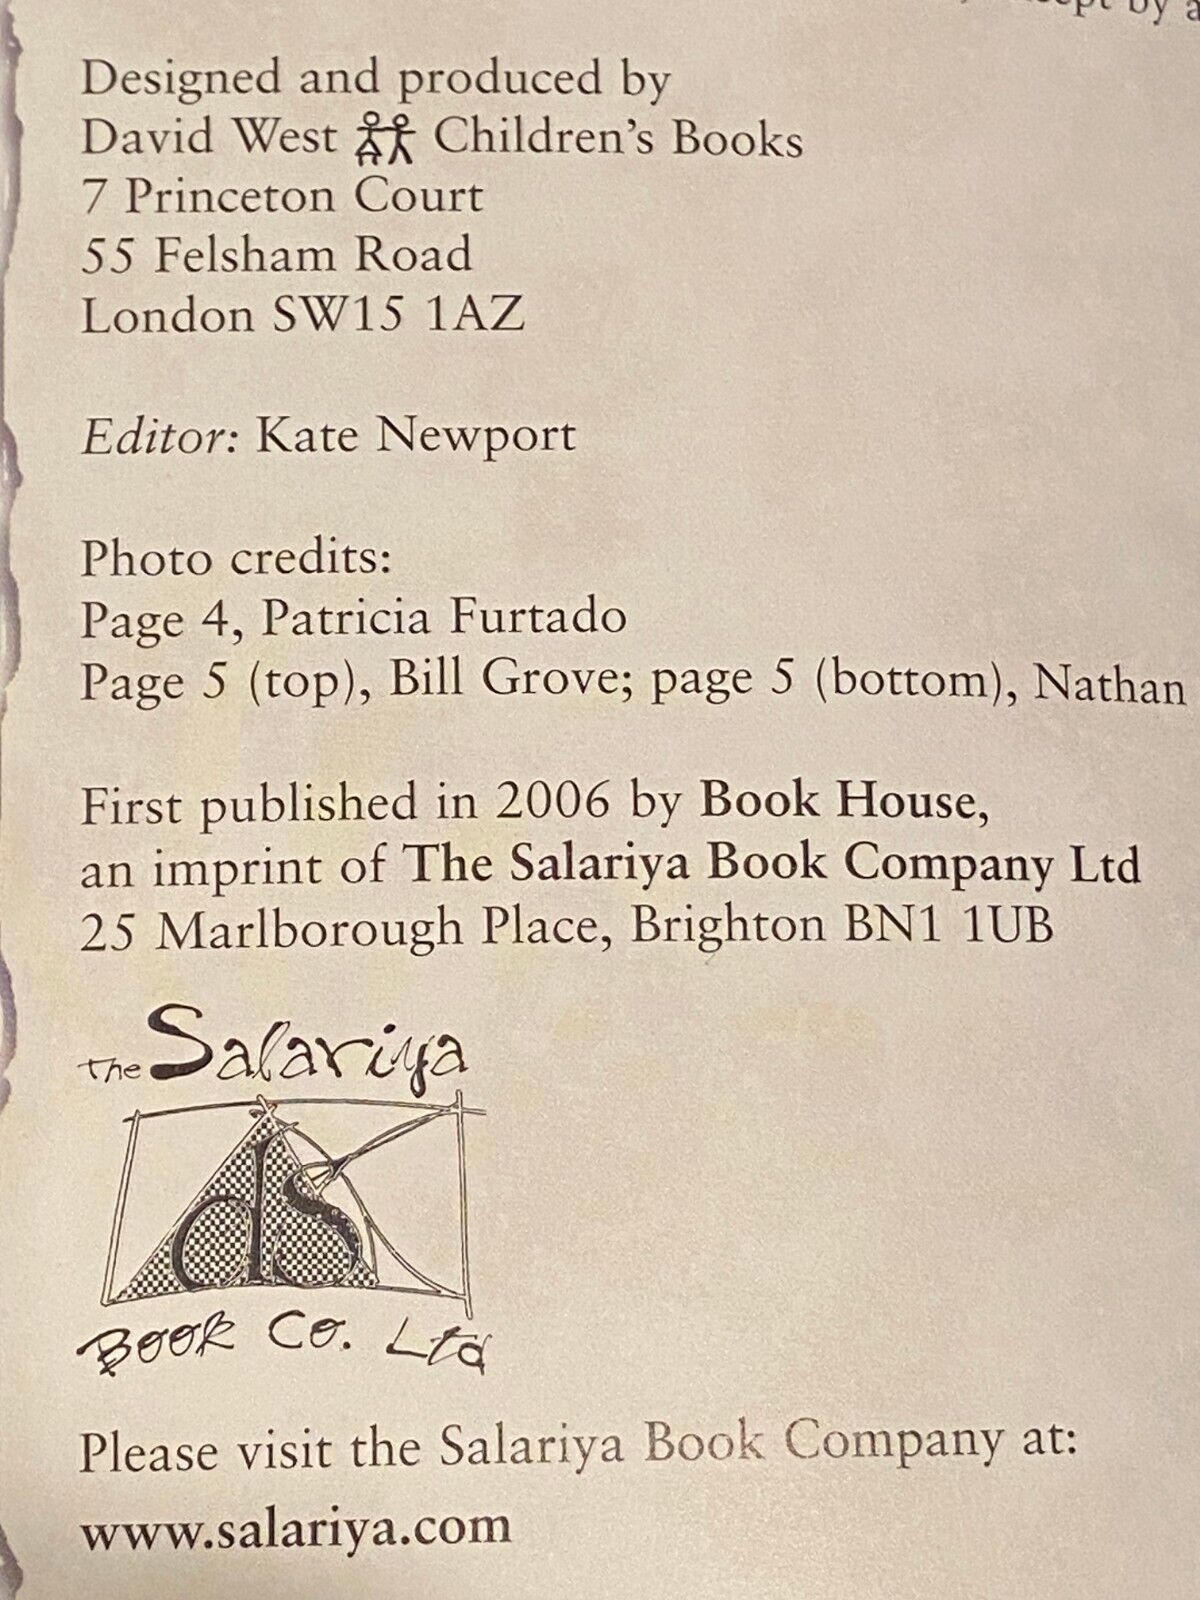 by a
Designed and produced by
David West Children's Books
7 Princeton Court
55 Felsham Road
London SW15 1AZ
Editor: Kate Newport
Photo credits:
Page 4, Patricia Furtado
Page 5 (top), Bill Grove; page 5 (bottom), Nathan
First published in 2006 by Book House,
an imprint of The Salariya Book Company Ltd
25 Marlborough Place, Brighton BN1 1UB
The Salariya
ds
Book Co. Ltd
Please visit the Salariya Book Company at:
www.salariya.com